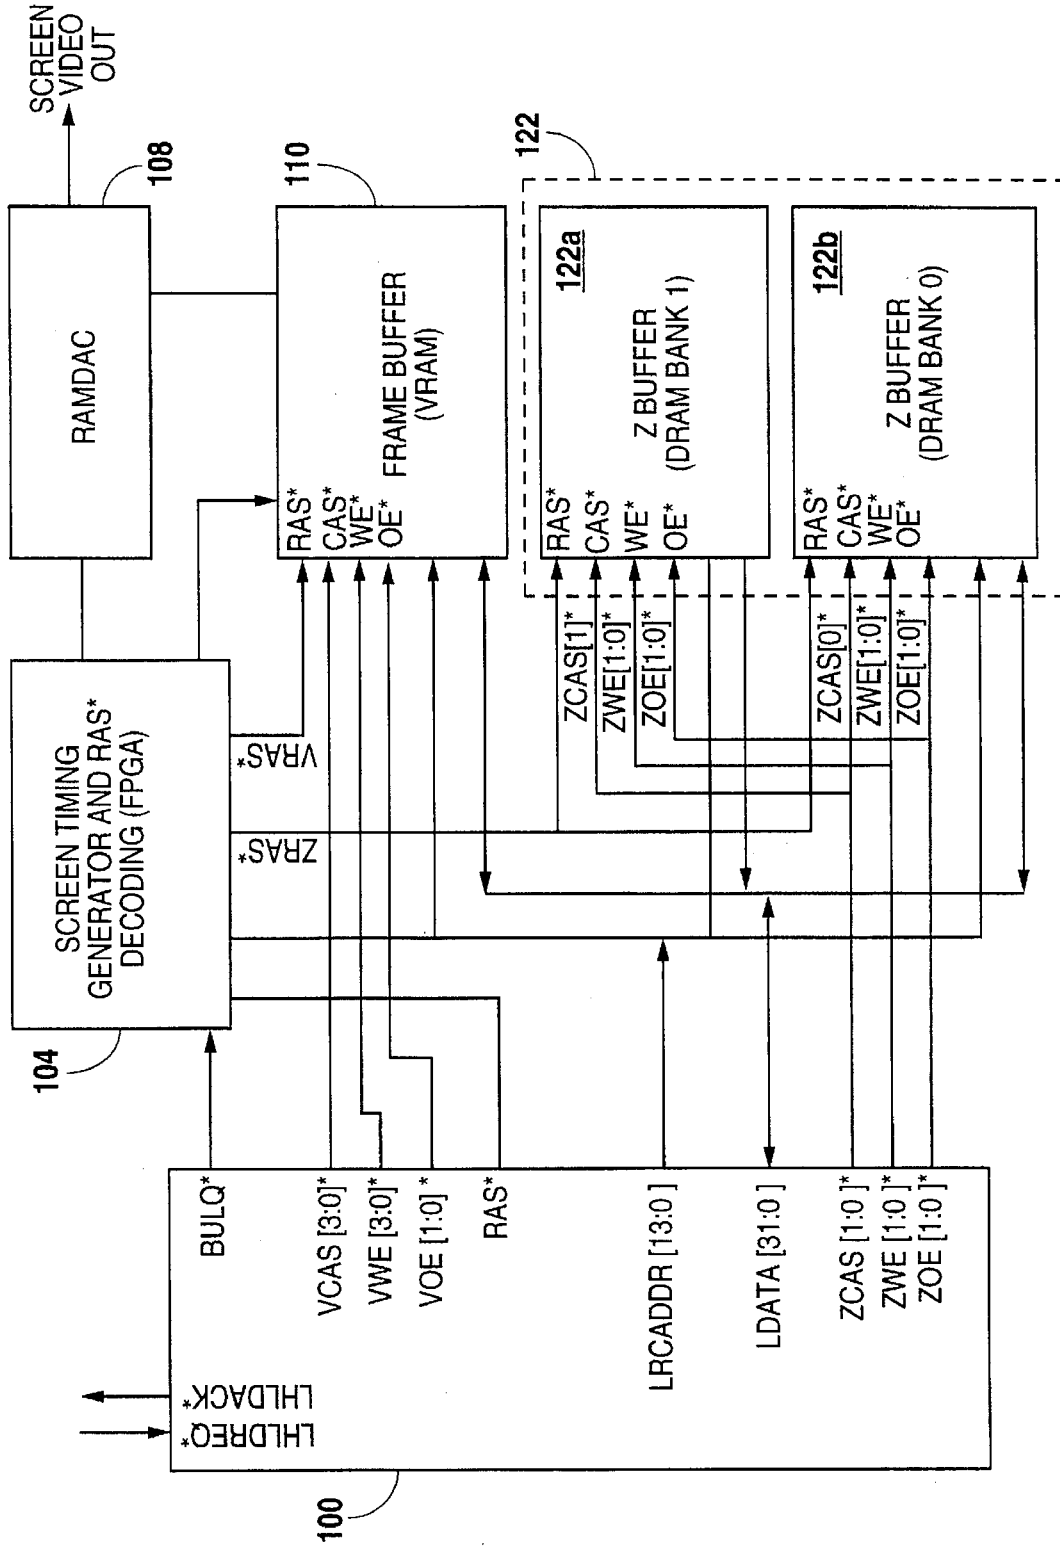 SCREEN
VIDEO
OUT
RAMDAC
108
SCREEN TIMING
GENERATOR AND RAS*
DECODING (FPGA)
104
VRAS*
ZRAS*
FRAME BUFFER
(VRAM)
110
RAS*
CAS*
WE*
OE*
122
122a
Z BUFFER
(DRAM BANK 1)
RAS*
CAS*
WE*
OE*
ZCAS[1]*
ZWE[1:0]*
ZOE[1:0]*
122b
Z BUFFER
(DRAM BANK 0)
RAS*
CAS*
WE*
OE*
ZCAS[0]*
ZWE[1:0]*
ZOE[1:0]*
BULQ*
VCAS [3:0]*
VWE [3:0]*
VOE [1:0]*
RAS*
LRCADDR [13:0 ]
LDATA [31:0 ]
ZCAS [1:0]*
ZWE [1:0]*
ZOE [1:0]*
LHLDACK*
LHLDREQ*
100